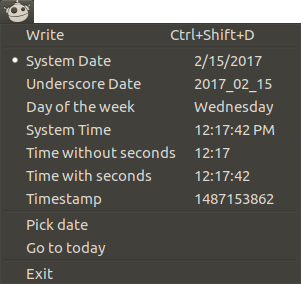 Write Ctrl+Shift+D
System Date 2/15/2017
Underscore Date 2017_02_15
Day of the week Wednesday
System Time 12:17:42 PM
Time without seconds 12:17
Time with seconds 12:17:42
Timestamp 1487153862
Pick date
Go to today
Exit